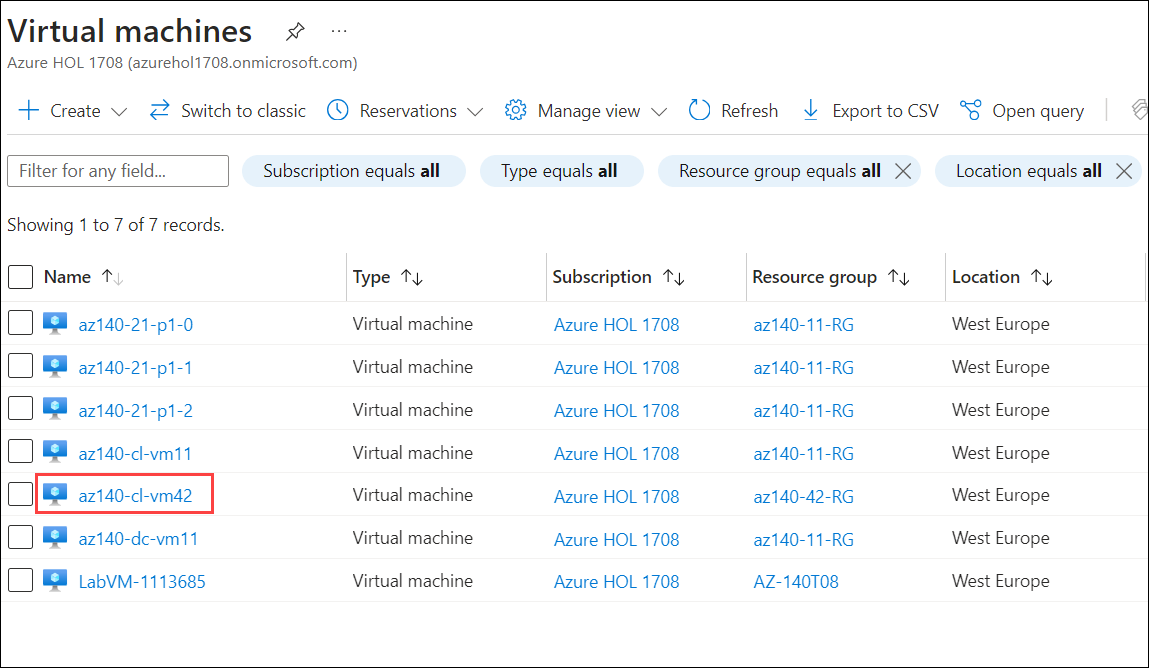 Virtual machines ...
Azure HOL 1708 (azurehol1708.onmicrosoft.com)
Create Switch to classic Reservations Manage view Refresh Export to CSV Open query
Filter for any field... Subscription equals all Type equals all Resource group equals all Location equals all
Showing 1 to 7 of 7 records.
Name Type Subscription Resource group Location
az140-21-p1-0 Virtual machine Azure HOL 1708 az140-11-RG West Europe
az140-21-p1-1 Virtual machine Azure HOL 1708 az140-11-RG West Europe
az140-21-p1-2 Virtual machine Azure HOL 1708 az140-11-RG West Europe
az140-cl-vm11 Virtual machine Azure HOL 1708 az140-11-RG West Europe
az140-cl-vm42 Virtual machine Azure HOL 1708 az140-42-RG West Europe
az140-dc-vm11 Virtual machine Azure HOL 1708 az140-11-RG West Europe
LabVM-1113685 Virtual machine Azure HOL 1708 AZ-140T08 West Europe